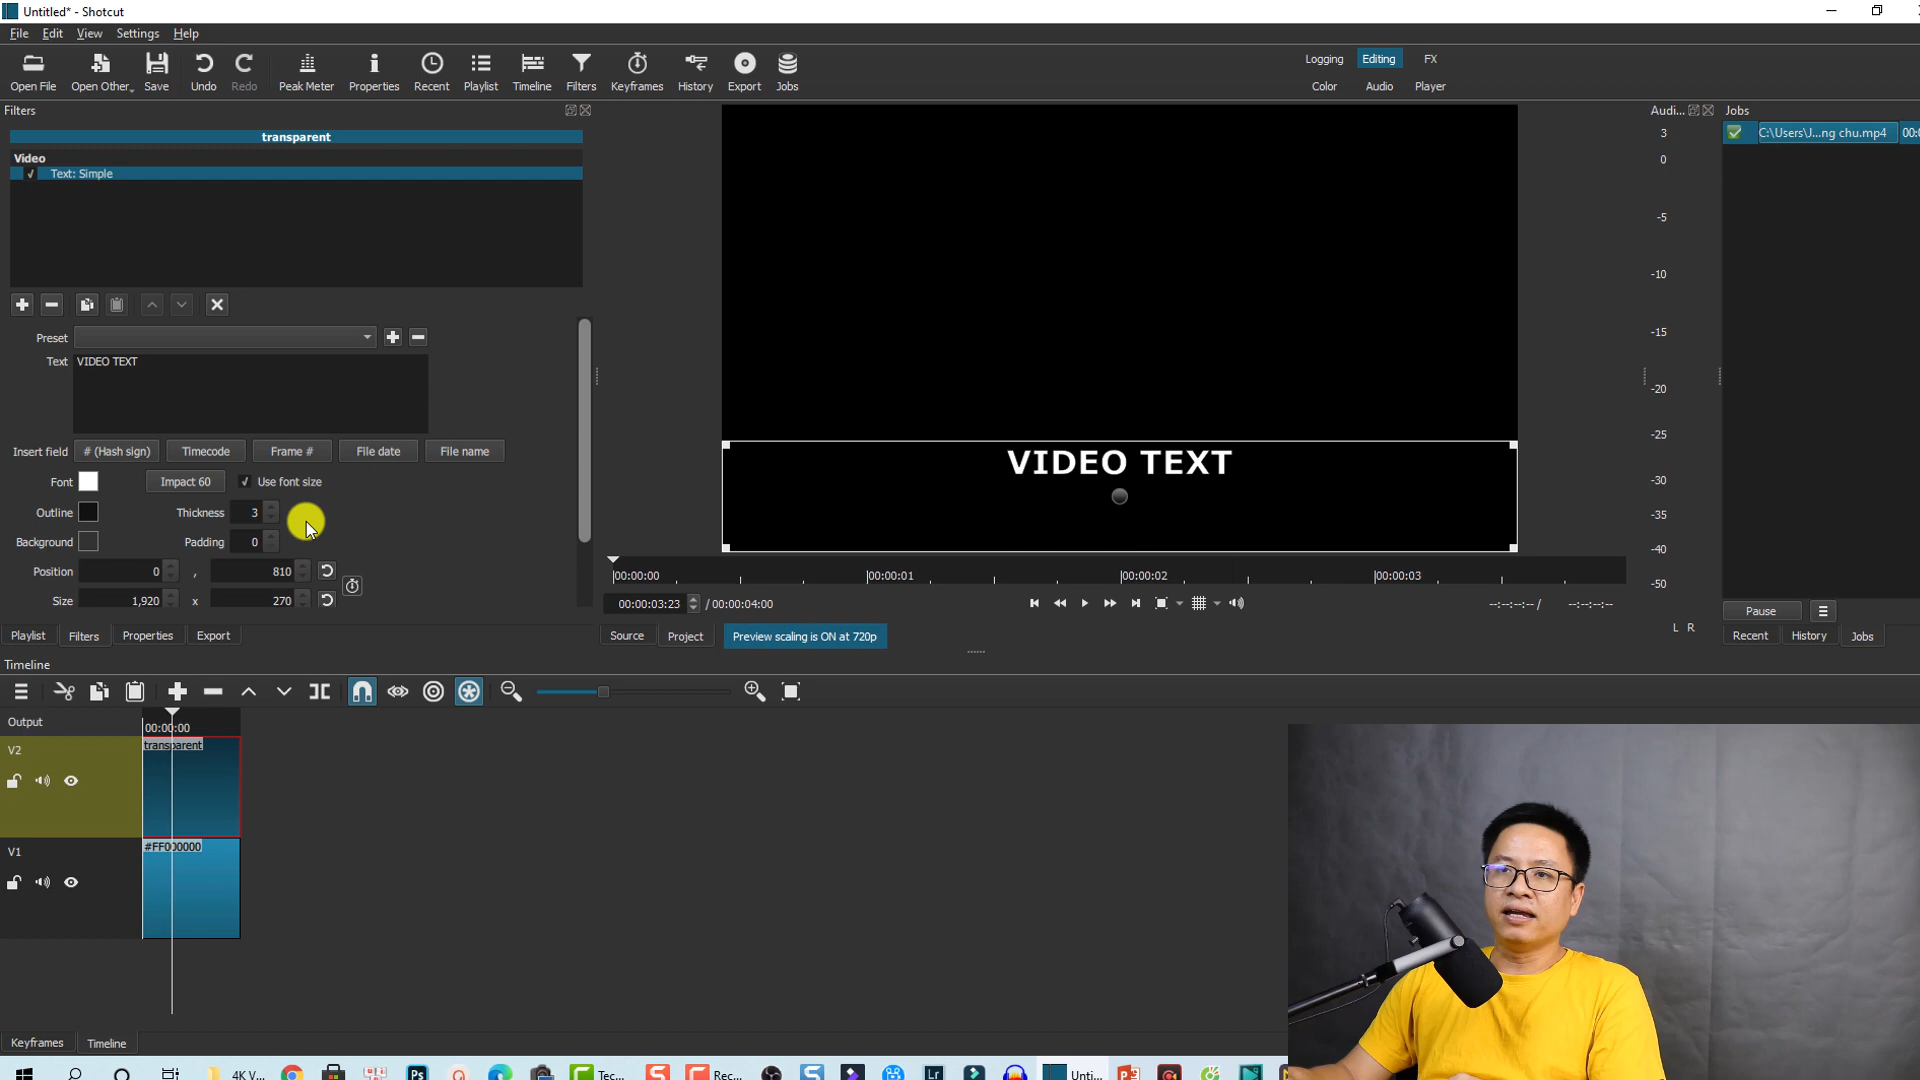 Untitled* - Shotcut
File Edit View Settings Help
Open File Open Other... Save Undo Redo Peak Meter Properties Recent Playlist Timeline Filters Keyframes History Export Jobs
Logging Editing FX
Color Audio Player
Filters
Audi...
Jobs
transparent
3
C:\Users\J...ng chu.mp4 00:
0
Video
Text: Simple
-5
-10
-15
-20
-25
-30
-35
-40
-50
Preset
Text VIDEO TEXT
Insert field # (Hash sign) Timecode Frame # File date File name
Font Impact 60 Use font size
Outline Thickness 3
Background Padding 0
Position 0 , 810
Size 1,920 x 270
VIDEO TEXT
00:00:00 00:00:01 00:00:02 00:00:03
00:00:03:23 / 00:00:04:00
--:--:--:-- / --:--:--:--
Pause
L R
Playlist Filters Properties Export
Source Project Preview scaling is ON at 720p
Recent History Jobs
Timeline
Output
00:00:00
V2
transparent
V1
#FF000000
Keyframes Timeline
4K V...
Ps
Tec...
Rec...
Lr
Unti...